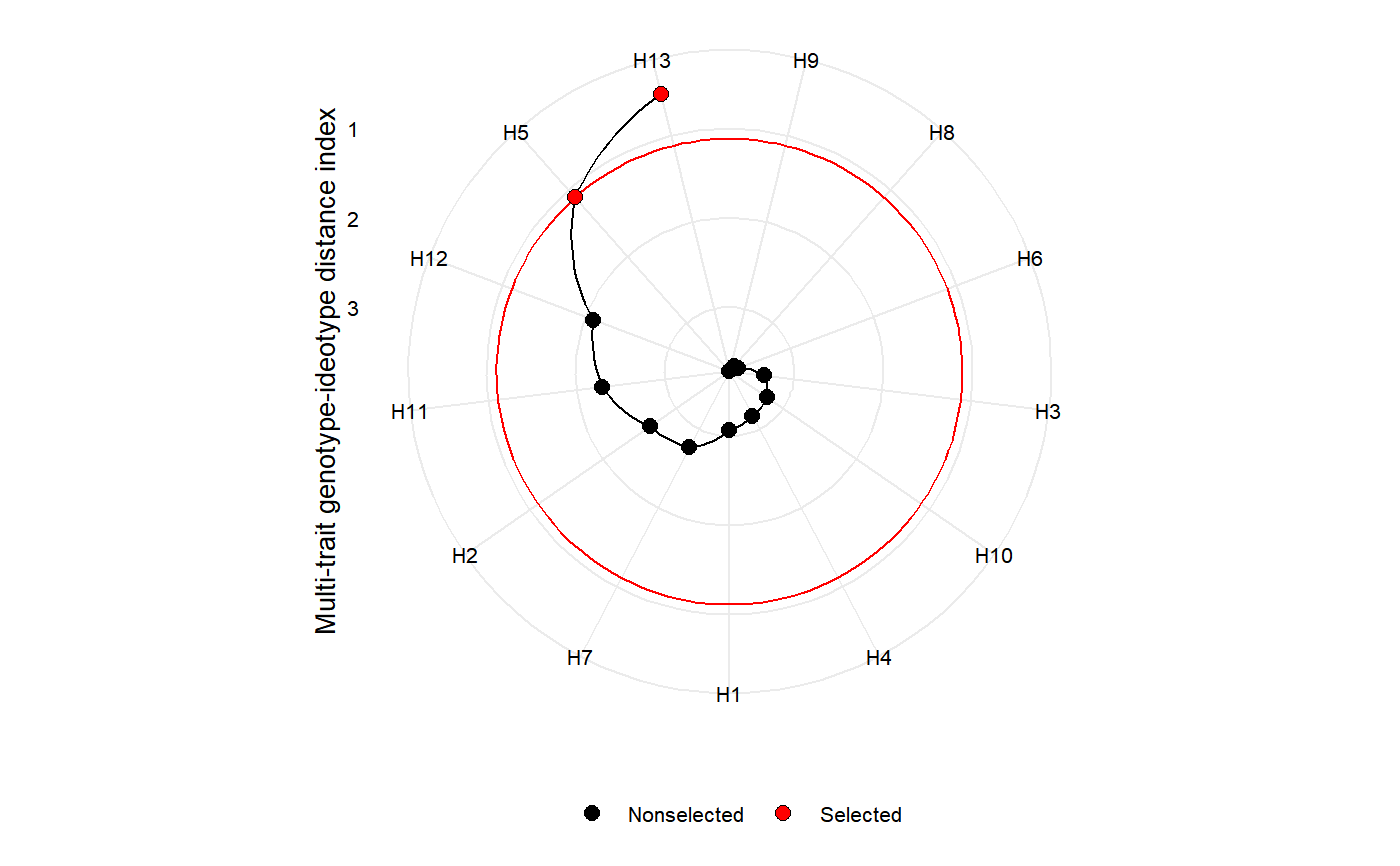 H13
H9
H5
H8
1
2
3
Multi-trait genotype-ideotype distance index
H12
H6
H11
H3
H2
H10
H7
H4
H1
Nonselected
Selected